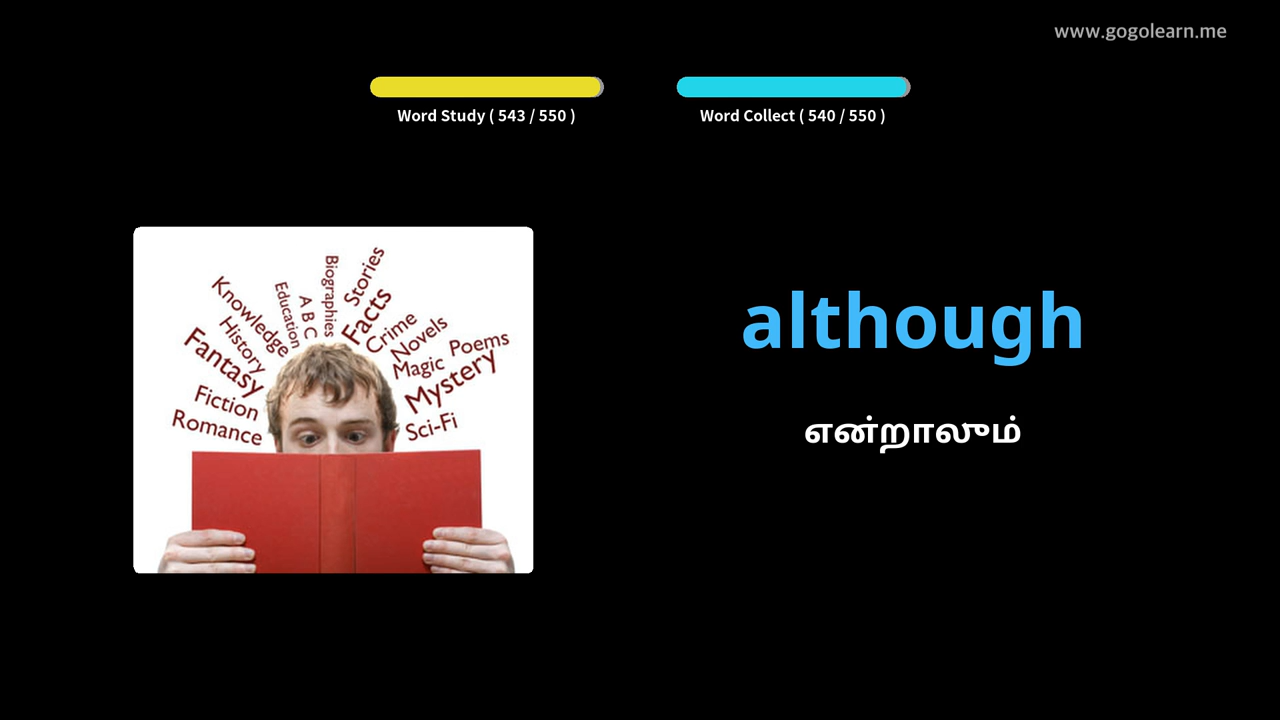 www.gogolearn.me
Word Study ( 543 / 550 )
Word Collect ( 540 / 550 )
Knowledge
History
Fantasy
Fiction
Romance
Education
A B C
Biographies
Stories
Facts
Crime
Novels
Magic
Poems
Mystery
Sci-Fi
although
என்றாலும்